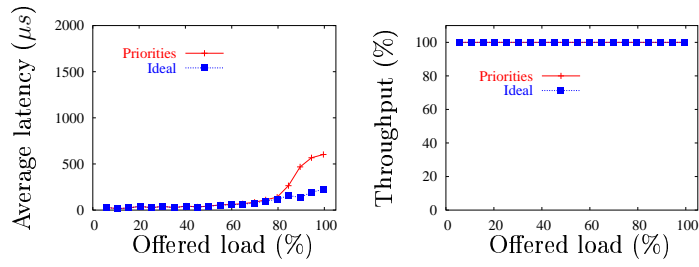 2000
1500
1000
500
0
0
20
40
60
80
100
Average latency (μs)
Offered load (%)
Priorities
Ideal
100
80
60
40
20
0
0
20
40
60
80
100
Throughput (%)
Offered load (%)
Priorities
Ideal